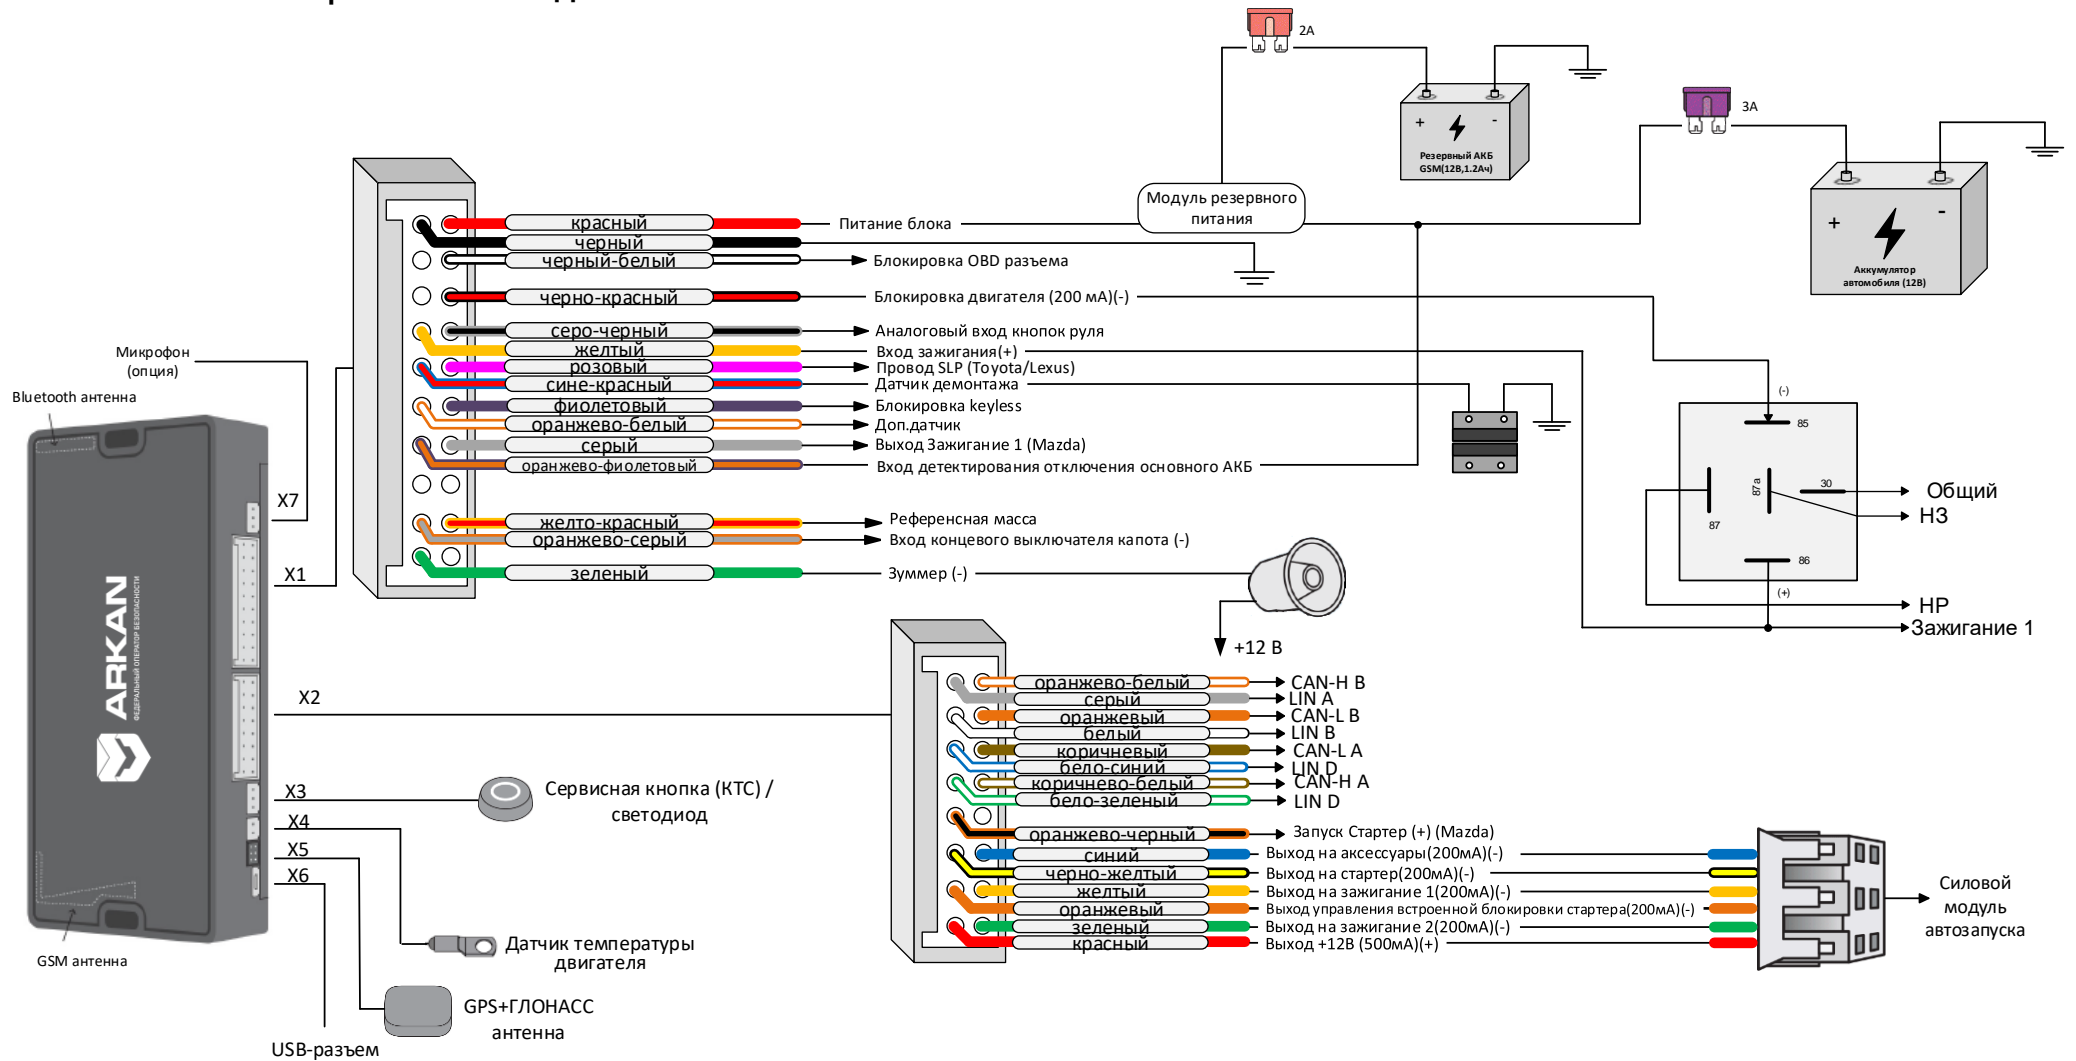 2А
3А
+
-
Резервный АКБ
GSM(12В,1.2Ач)
+
-
Аккумулятор
автомобиля (12В)
Модуль резервного
питания
красный
Питание блока
черный
черный-белый
Блокировка OBD разъема
черно-красный
Блокировка двигателя (200 мА)(-)
серо-черный
Аналоговый вход кнопок руля
желтый
Вход зажигания(+)
розовый
Провод SLP (Toyota/Lexus)
сине-красный
Датчик демонтажа
фиолетовый
Блокировка keyless
оранжево-белый
Доп.датчик
серый
Выход Зажигание 1 (Mazda)
оранжево-фиолетовый
Вход детектирования отключения основного АКБ
желто-красный
Референсная масса
оранжево-серый
Вход концевого выключателя капота (-)
зеленый
Зуммер (-)
+12 В
(-)
85
87а
30
87
86
(+)
Общий
НЗ
НР
Зажигание 1
Микрофон
(опция)
Bluetooth антенна
X7
X1
ARKAN
ФЕДЕРАЛЬНЫЙ ОПЕРАТОР БЕЗОПАСНОСТИ
X2
X3
X4
X5
X6
GSM антенна
Сервисная кнопка (КТС) /
светодиод
Датчик температуры
двигателя
GPS+ГЛОНАСС
антенна
USB-разъем
оранжево-белый
CAN-H B
серый
LIN A
оранжевый
CAN-L B
белый
LIN B
коричневый
CAN-L A
бело-синий
LIN D
коричнево-белый
CAN-H A
бело-зеленый
LIN D
оранжево-черный
Запуск Стартер (+) (Mazda)
синий
Выход на аксессуары(200мА)(-)
черно-желтый
Выход на стартер(200мА)(-)
желтый
Выход на зажигание 1(200мА)(-)
оранжевый
Выход управления встроенной блокировки стартера(200мА)(-)
зеленый
Выход на зажигание 2(200мА)(-)
красный
Выход +12В (500мА)(+)
Силовой
модуль
автозапуска